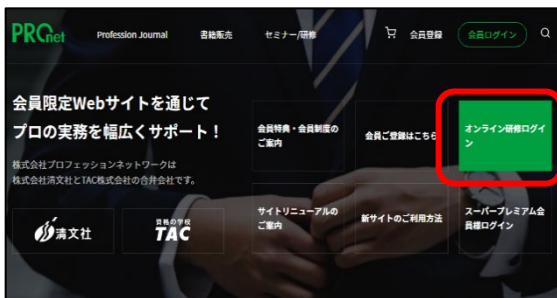 PROnet
Profession Journal
書籍販売
セミナー/研修
会員登録
会員ログイン
会員限定Webサイトを通じて
プロの実務を幅広くサポート！
株式会社プロフェッションネットワークは
株式会社清文社とTAC株式会社の合弁会社です。
清文社
資格の学校
TAC
会員特典・会員制度の
ご案内
会員ご登録はこちら
オンライン研修ログイ
ン
サイトリニューアルの
ご案内
新サイトのご利用方法
スーパープレミアム会
員様ログイン